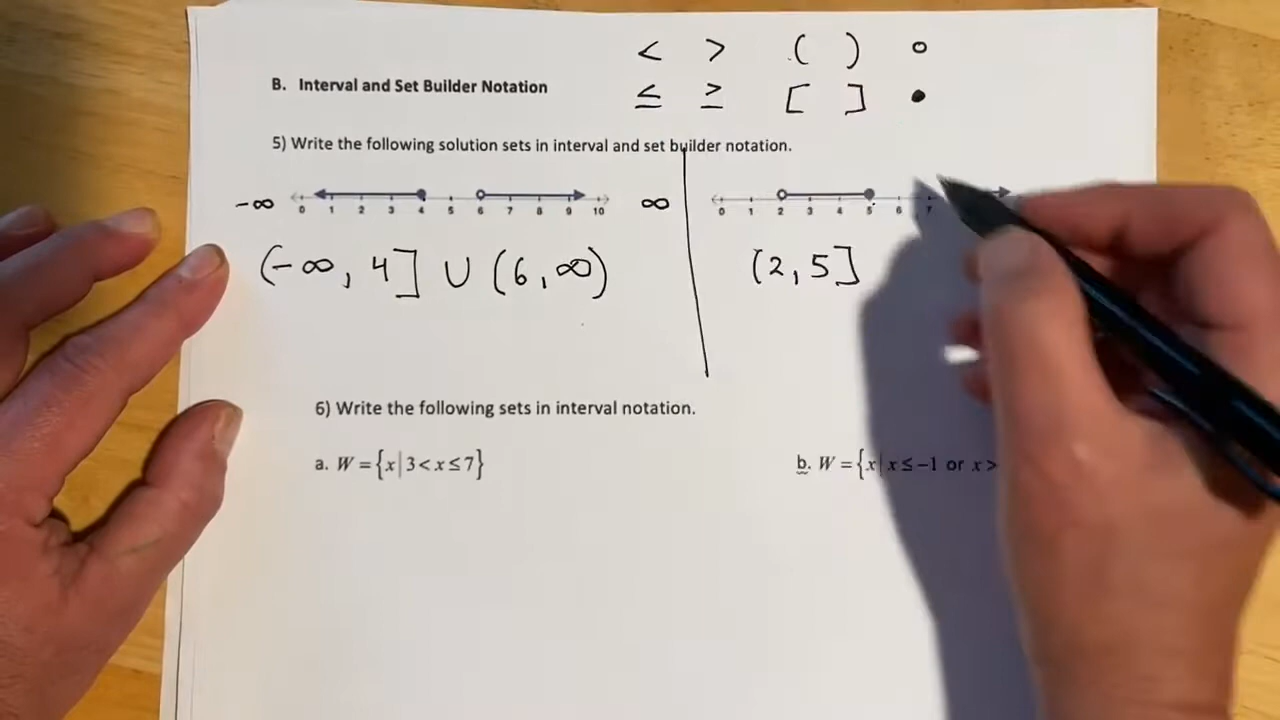 < > ( ) ○
B. Interval and Set Builder Notation
≤ ≥ [ ] ●
5) Write the following solution sets in interval and set builder notation.
-∞ 0 1 2 3 4 5 6 7 8 9 10 ∞
0 1 2 3 4 5 6 7
(-∞, 4] ∪ (6, ∞)
(2, 5]
6) Write the following sets in interval notation.
a. W = {x|3 < x ≤ 7}
b. W = {x|x ≤ -1 or x >